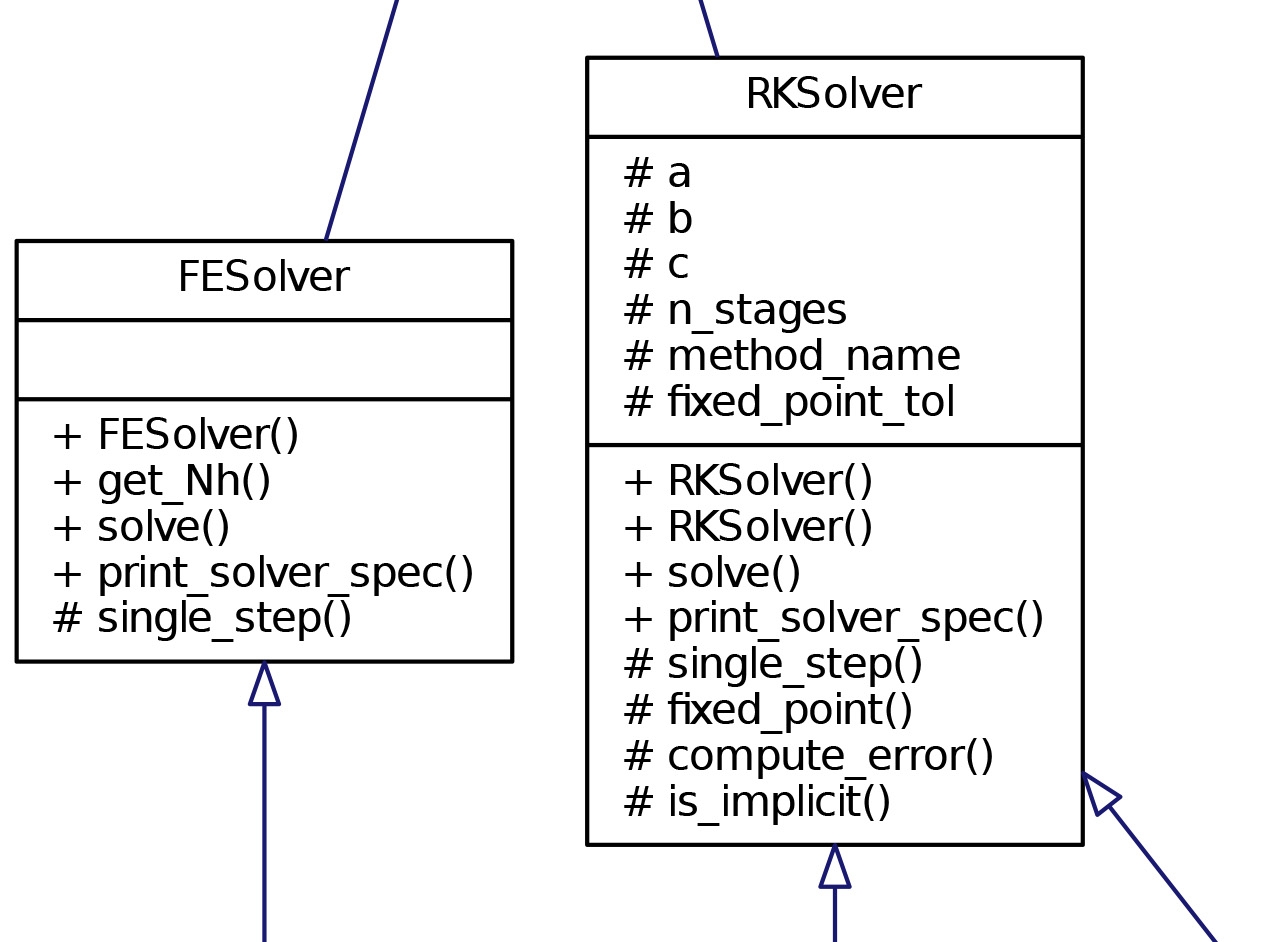 FESolver
+ FESolver()
+ get_Nh()
+ solve()
+ print_solver_spec()
# single_step()
RKSolver
# a
# b
# c
# n_stages
# method_name
# fixed_point_tol
+ RKSolver()
+ RKSolver()
+ solve()
+ print_solver_spec()
# single_step()
# fixed_point()
# compute_error()
# is_implicit()